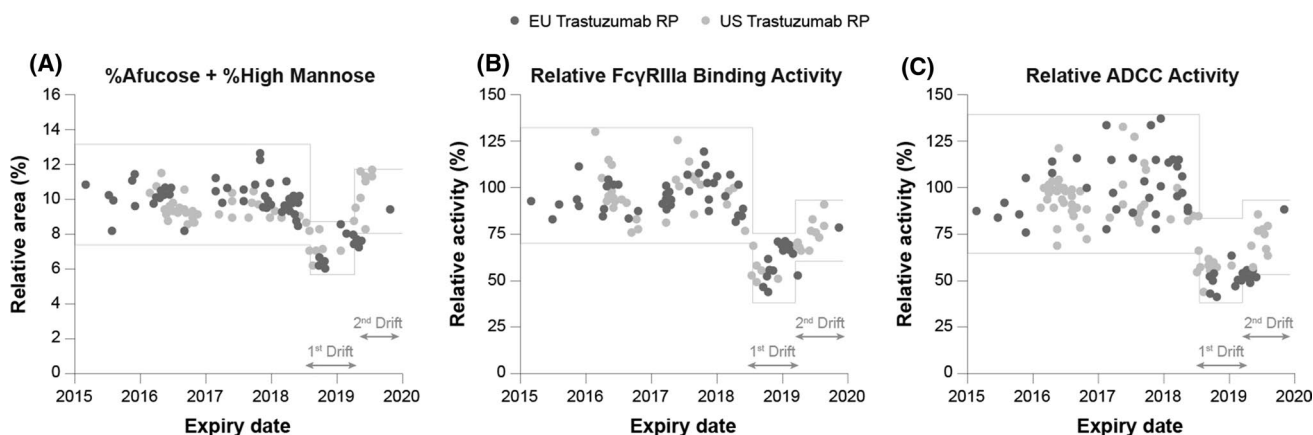 EU Trastuzumab RP US Trastuzumab RP
(A)
%Afucose + %High Mannose
Relative area (%)
16
14
12
10
8
6
4
2
0
2015 2016 2017 2018 2019 2020
Expiry date
1st Drift
2nd Drift
(B)
Relative FcγRIIIa Binding Activity
Relative activity (%)
150
125
100
75
50
25
0
2015 2016 2017 2018 2019 2020
Expiry date
1st Drift
2nd Drift
(C)
Relative ADCC Activity
Relative activity (%)
150
125
100
75
50
25
0
2015 2016 2017 2018 2019 2020
Expiry date
1st Drift
2nd Drift